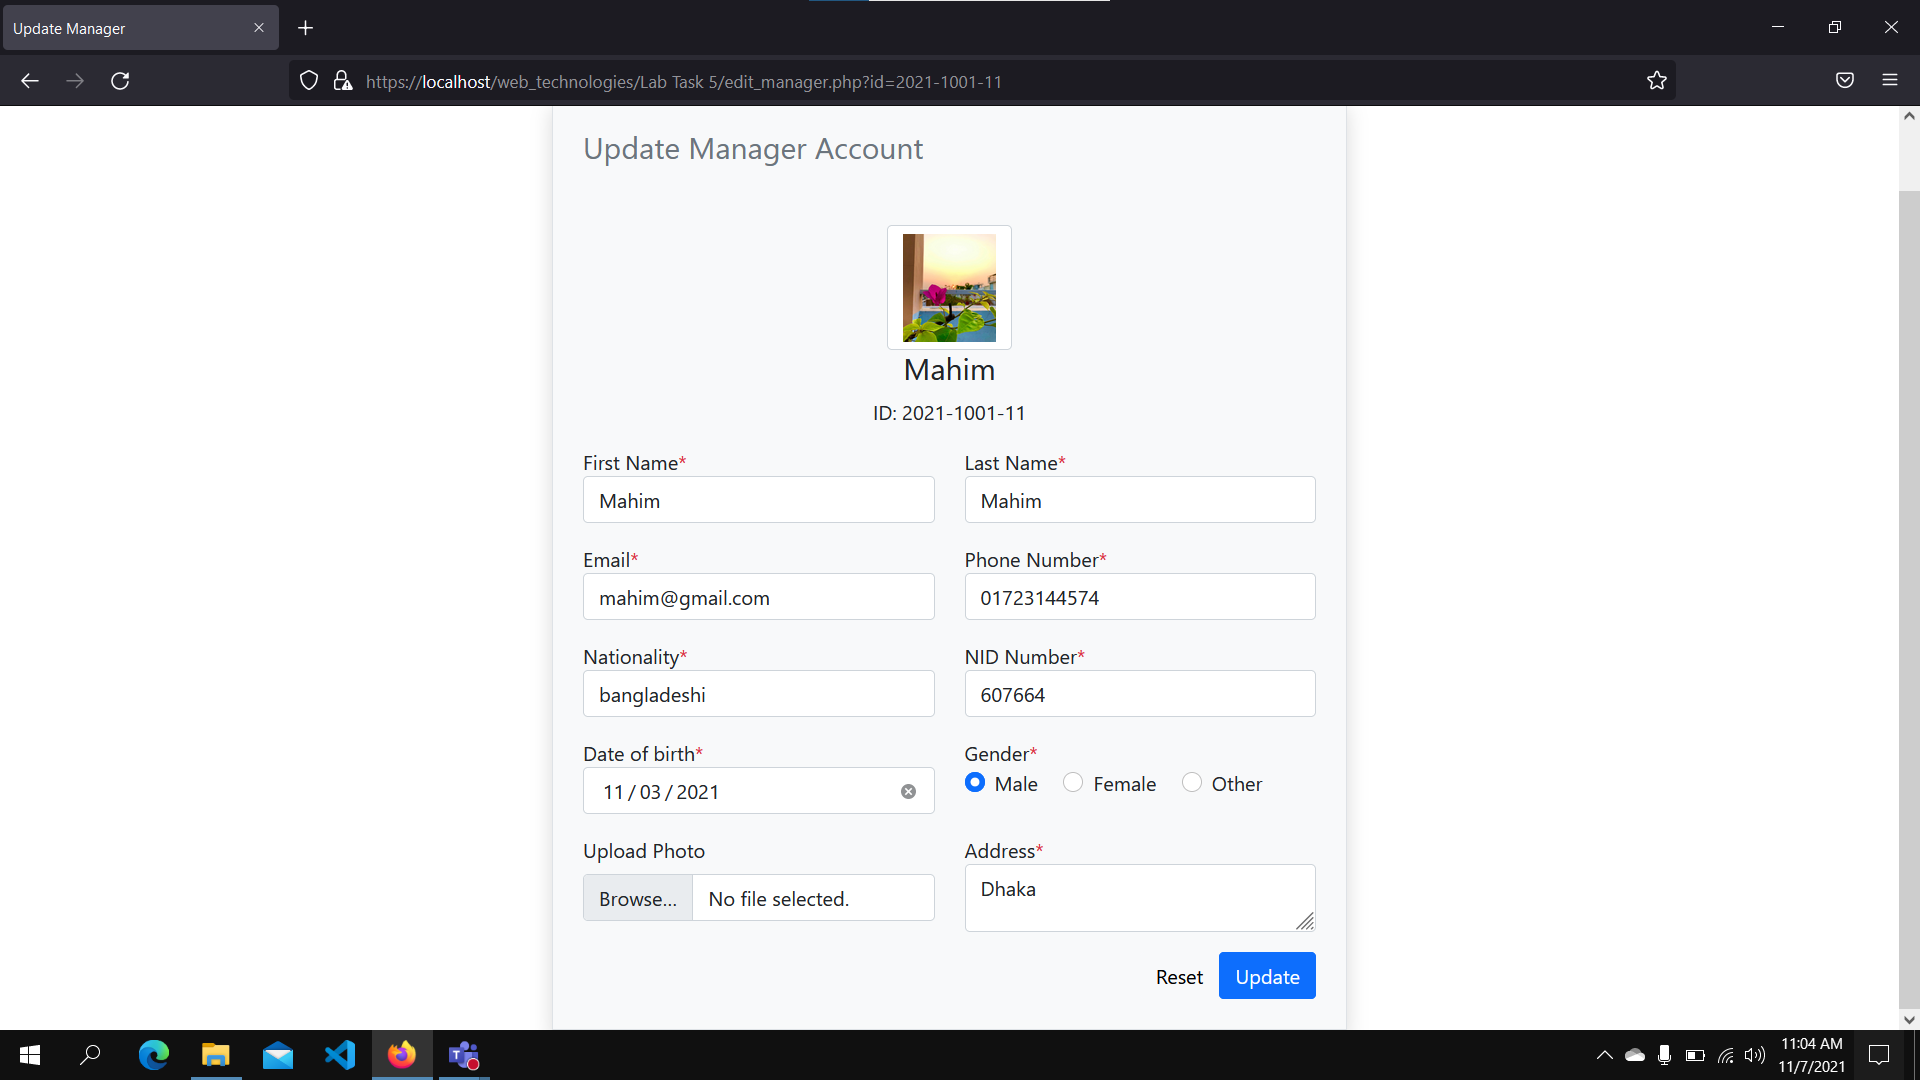 Update Manager
https://localhost/web_technologies/Lab Task 5/edit_manager.php?id=2021-1001-11
Update Manager Account
Mahim
ID: 2021-1001-11
First Name*
Last Name*
Mahim
Mahim
Email*
Phone Number*
mahim@gmail.com
01723144574
Nationality*
NID Number*
bangladeshi
607664
Date of birth*
Gender*
11/03/2021
Male
Female
Other
Upload Photo
Address*
Browse...
No file selected.
Dhaka
Reset
Update
11:04 AM
11/7/2021